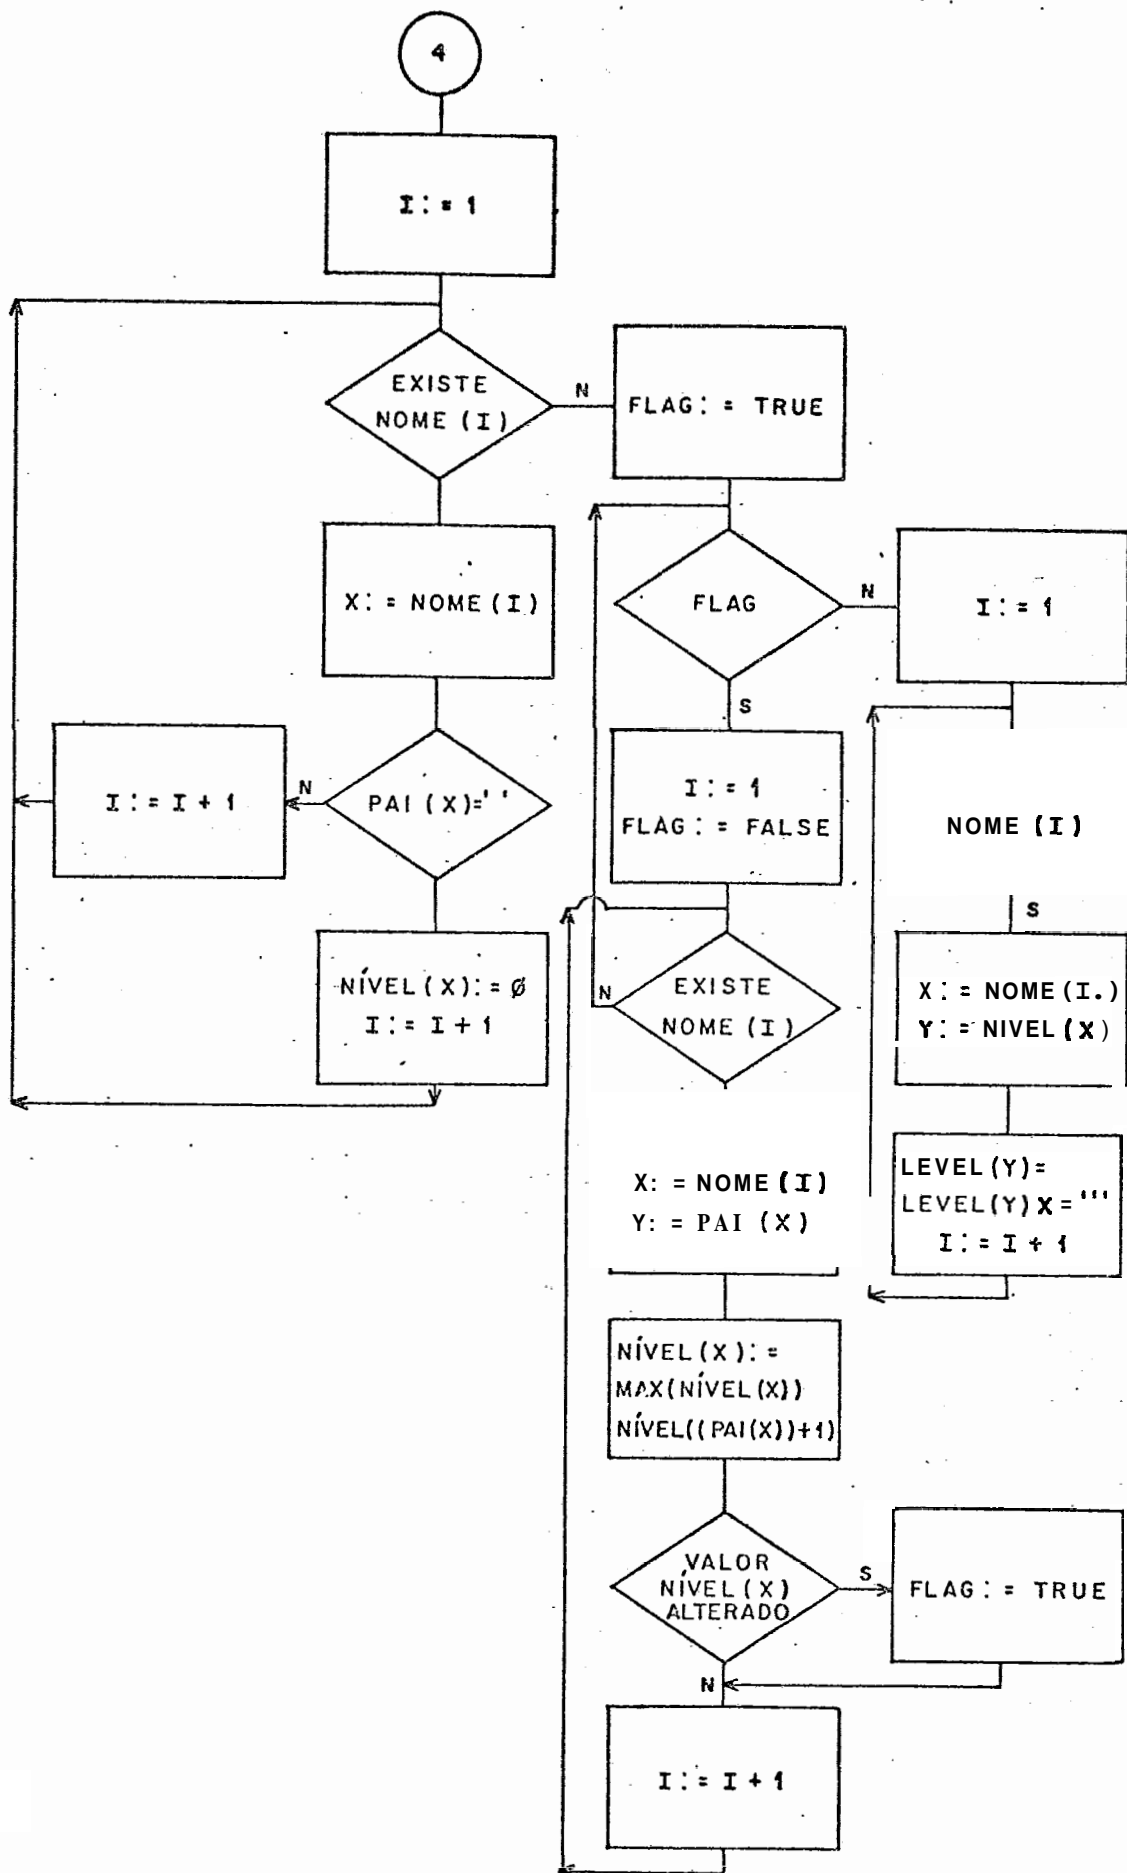 4
I : = 1
EXISTE
NOME (I)
N
FLAG : = TRUE
X: = NOME (I)
FLAG
N
I : = 1
S
PAI (X)=' '
N
I : = I + 1
I : = 1
FLAG : = FALSE
NOME (I)
S
NÍVEL (X) : = Ø
I : = I + 1
N
EXISTE
NOME (I)
X : = NOME (I.)
Y : = NIVEL (X)
X: = NOME (I)
Y: = PAI (X)
LEVEL (Y)=
LEVEL (Y) X = '''
I : = I + 1
NÍVEL (X) : =
MAX(NÍVEL(X))
NÍVEL((PAI(X))+1)
VALOR
NÍVEL (X)
ALTERADO
S
FLAG : = TRUE
N
I : = I + 1